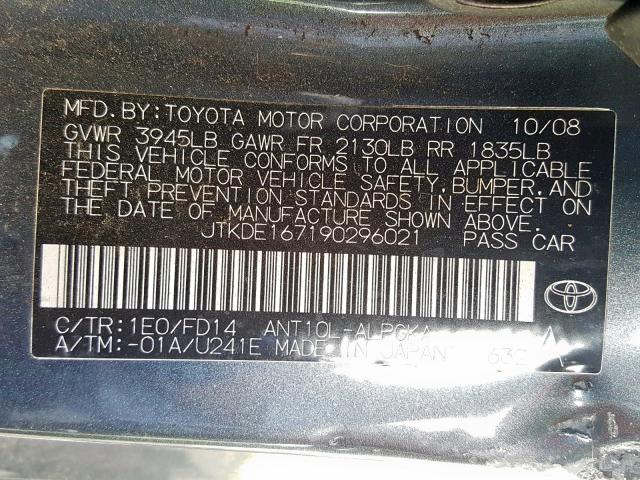 MFD.BY:TOYOTA MOTOR CORPORATION 10/08
GVWR 3945LB GAWR FR 2130LB RR 1835LB
THIS VEHICLE CONFORMS TO ALL APPLICABLE
FEDERAL MOTOR VEHICLE SAFETY,BUMPER,AND
THEFT PREVENTION STANDARDS IN EFFECT ON
THE DATE OF MANUFACTURE SHOWN ABOVE.
JTKDE167190296021 PASS CAR
C/TR:1E0/FD14 ANT10L-ALPGKA
A/TM:-01A/U241E MADE IN JAPAN